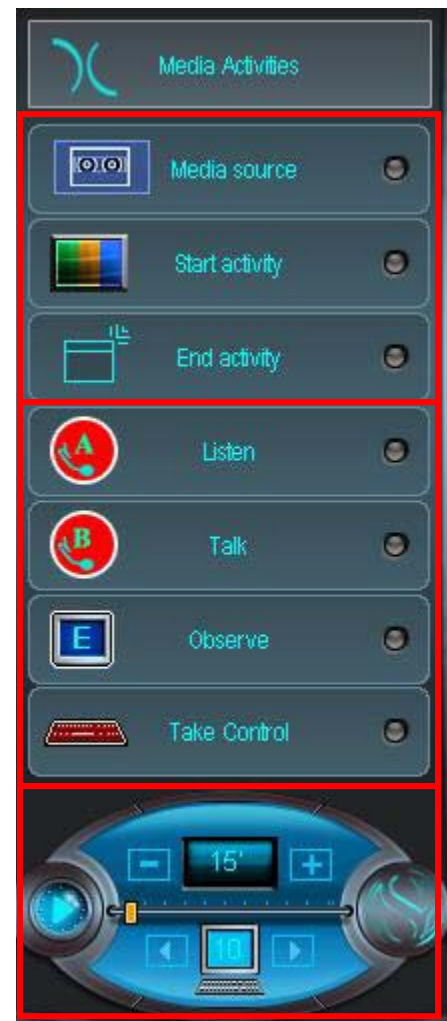 Media Activities
Media source
Start activity
End activity
A
Listen
B
Talk
E
Observe
Take Control
15'
10